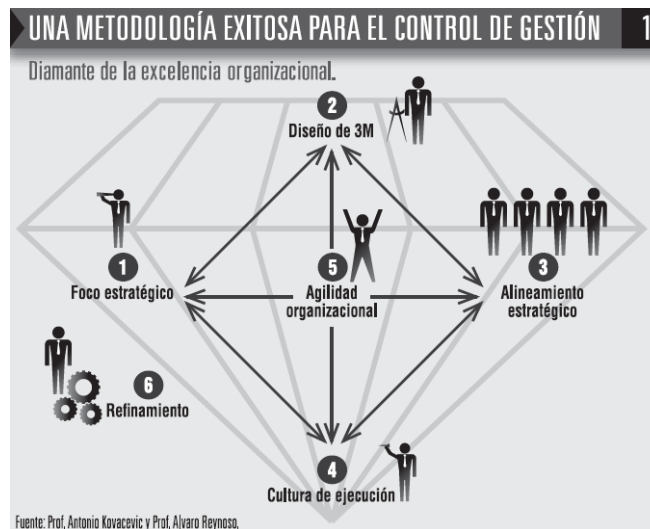 UNA METODOLOGÍA EXITOSA PARA EL CONTROL DE GESTIÓN 1
Diamante de la excelencia organizacional.
2
Diseño de 3M
1
Foco estratégico
5
Agilidad
organizacional
3
Alineamiento
estratégico
6
Refinamiento
4
Cultura de ejecución
Fuente: Prof. Antonio Kovacevic y Prof. Alvaro Reynoso.